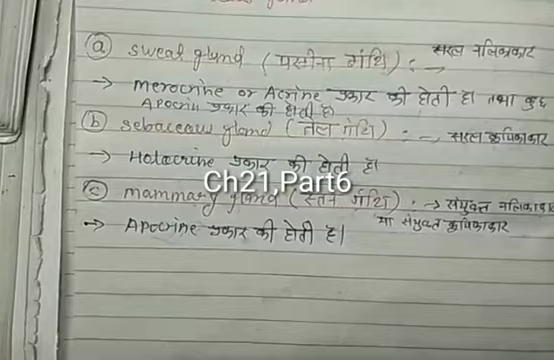 (a) sweat gland (पसीना ग्रंथि) : → सरल नलिकाकार
→ merocrine or Acrine प्रकार की होती है। तथा कुछ
Apocrin प्रकार की होती है।
(b) sebaceous gland (तेल ग्रंथि) : → सरल कूपिकाकार
→ Holocrine प्रकार की होती है।
Ch21,Part6
(c) mammary gland (स्तन ग्रंथि) : → संयुक्त नलिकाकार
या संयुक्त कूपिकाकार
→ Apocrine प्रकार की होती है।